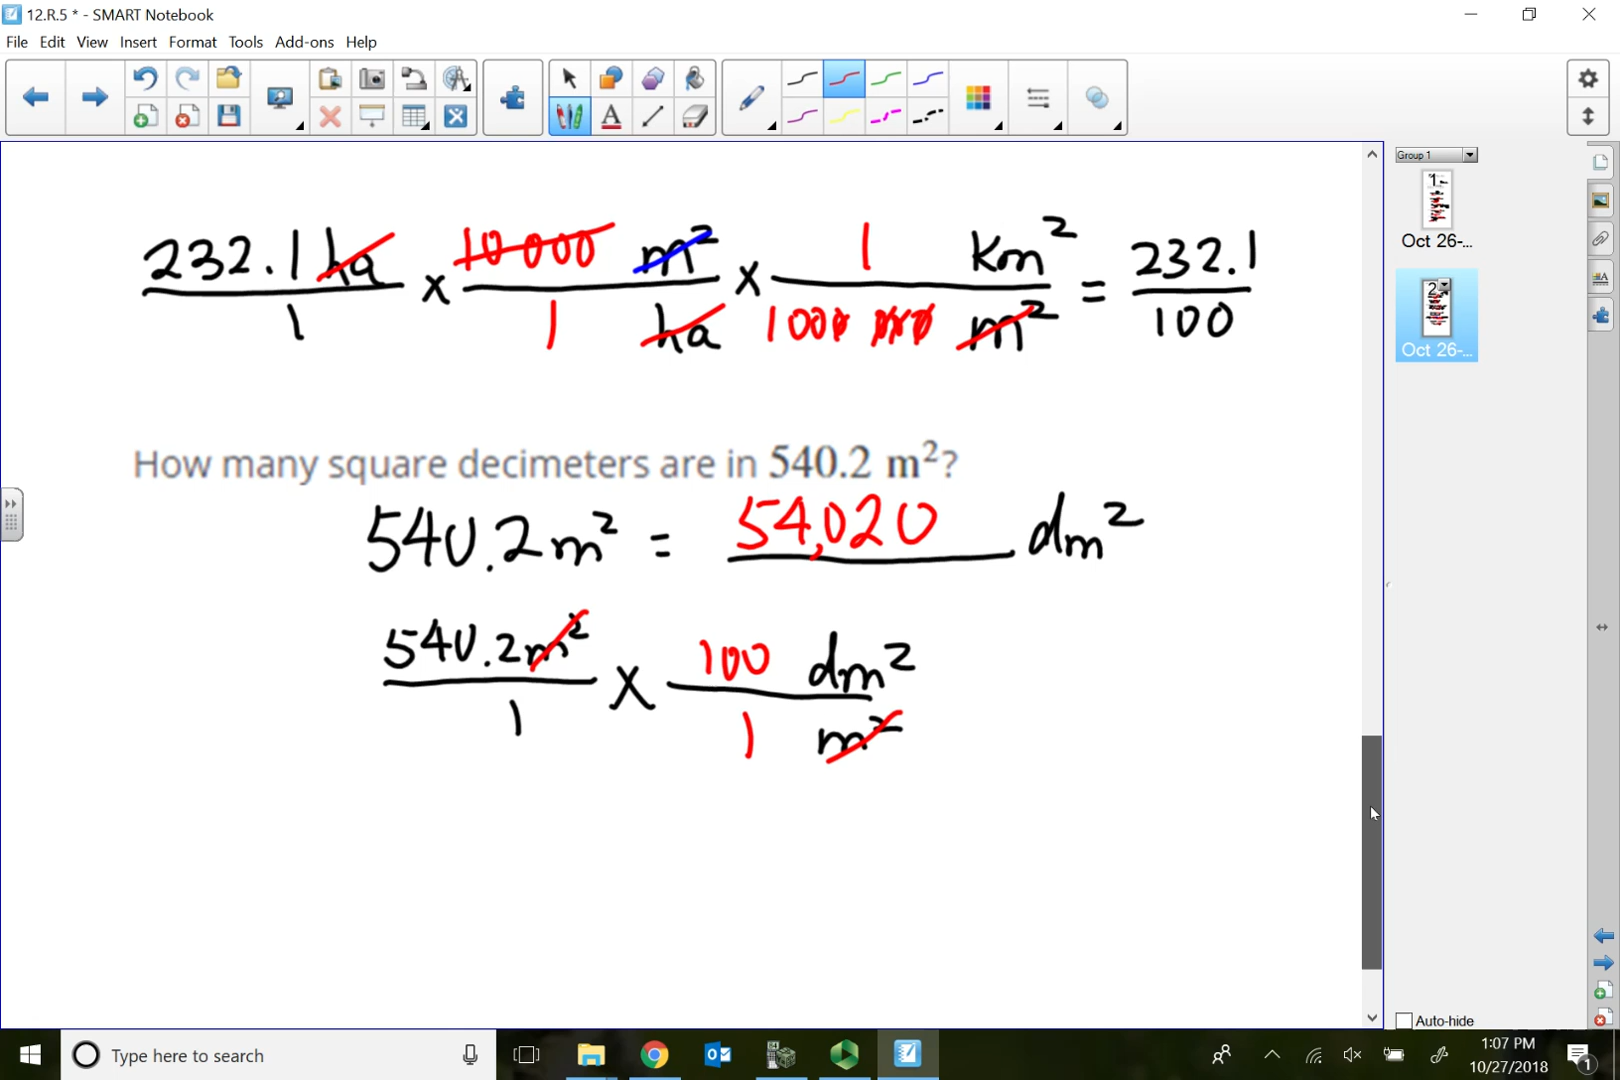 12.R.5 * - SMART Notebook
File Edit View Insert Format Tools Add-ons Help
Group 1
1
Oct 26-...
2
Oct 26-...
232.1 ha / 1 x 10 000 m² / 1 ha x 1 km² / 1000 000 m² = 232.1 / 100
How many square decimeters are in 540.2 m²?
540.2 m² = 54,020 dm²
540.2 m² / 1 x 100 dm² / 1 m²
Auto-hide
Type here to search
1:07 PM
10/27/2018
1